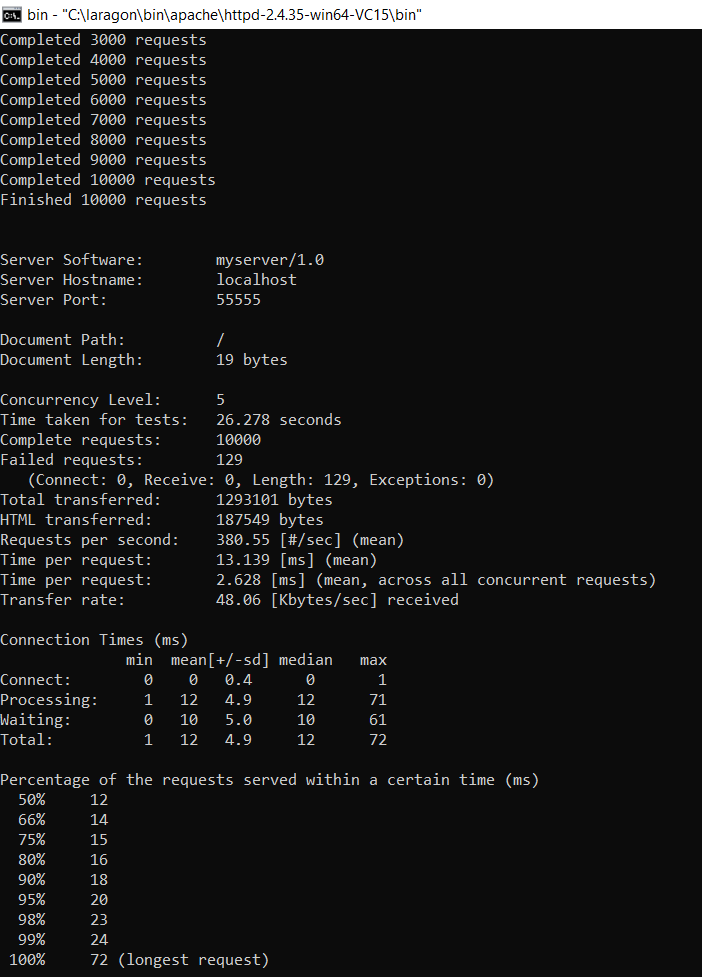 bin - "C:\laragon\bin\apache\httpd-2.4.35-win64-VC15\bin"
Completed 3000 requests
Completed 4000 requests
Completed 5000 requests
Completed 6000 requests
Completed 7000 requests
Completed 8000 requests
Completed 9000 requests
Completed 10000 requests
Finished 10000 requests
Server Software:        myserver/1.0
Server Hostname:        localhost
Server Port:            55555
Document Path:          /
Document Length:        19 bytes
Concurrency Level:      5
Time taken for tests:   26.278 seconds
Complete requests:      10000
Failed requests:        129
   (Connect: 0, Receive: 0, Length: 129, Exceptions: 0)
Total transferred:      1293101 bytes
HTML transferred:       187549 bytes
Requests per second:    380.55 [#/sec] (mean)
Time per request:       13.139 [ms] (mean)
Time per request:       2.628 [ms] (mean, across all concurrent requests)
Transfer rate:          48.06 [Kbytes/sec] received
Connection Times (ms)
              min  mean[+/-sd] median   max
Connect:        0    0   0.4      0       1
Processing:     1   12   4.9     12      71
Waiting:        0   10   5.0     10      61
Total:          1   12   4.9     12      72
Percentage of the requests served within a certain time (ms)
  50%     12
  66%     14
  75%     15
  80%     16
  90%     18
  95%     20
  98%     23
  99%     24
 100%     72 (longest request)